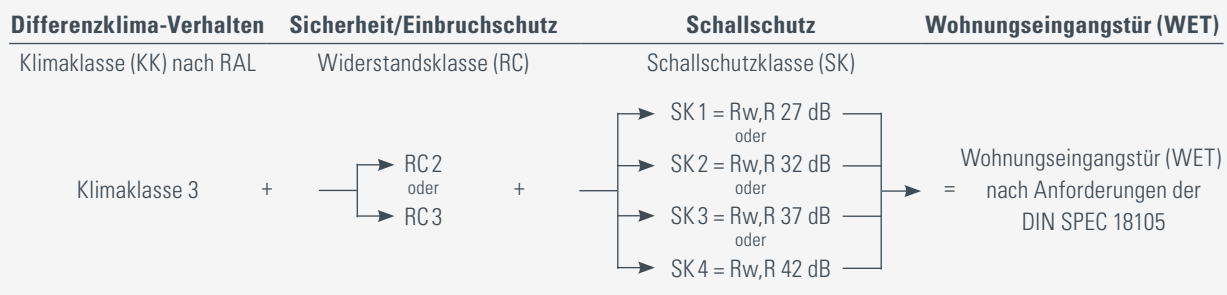 Differenzklima-Verhalten Sicherheit/Einbruchschutz Schallschutz Wohnungseingangstür (WET)
Klimaklasse (KK) nach RAL Widerstandsklasse (RC) Schallschutzklasse (SK)
Klimaklasse 3
+
RC 2
oder
RC 3
+
SK 1 = Rw,R 27 dB
oder
SK 2 = Rw,R 32 dB
oder
SK 3 = Rw,R 37 dB
oder
SK 4 = Rw,R 42 dB
=
Wohnungseingangstür (WET)
nach Anforderungen der
DIN SPEC 18105